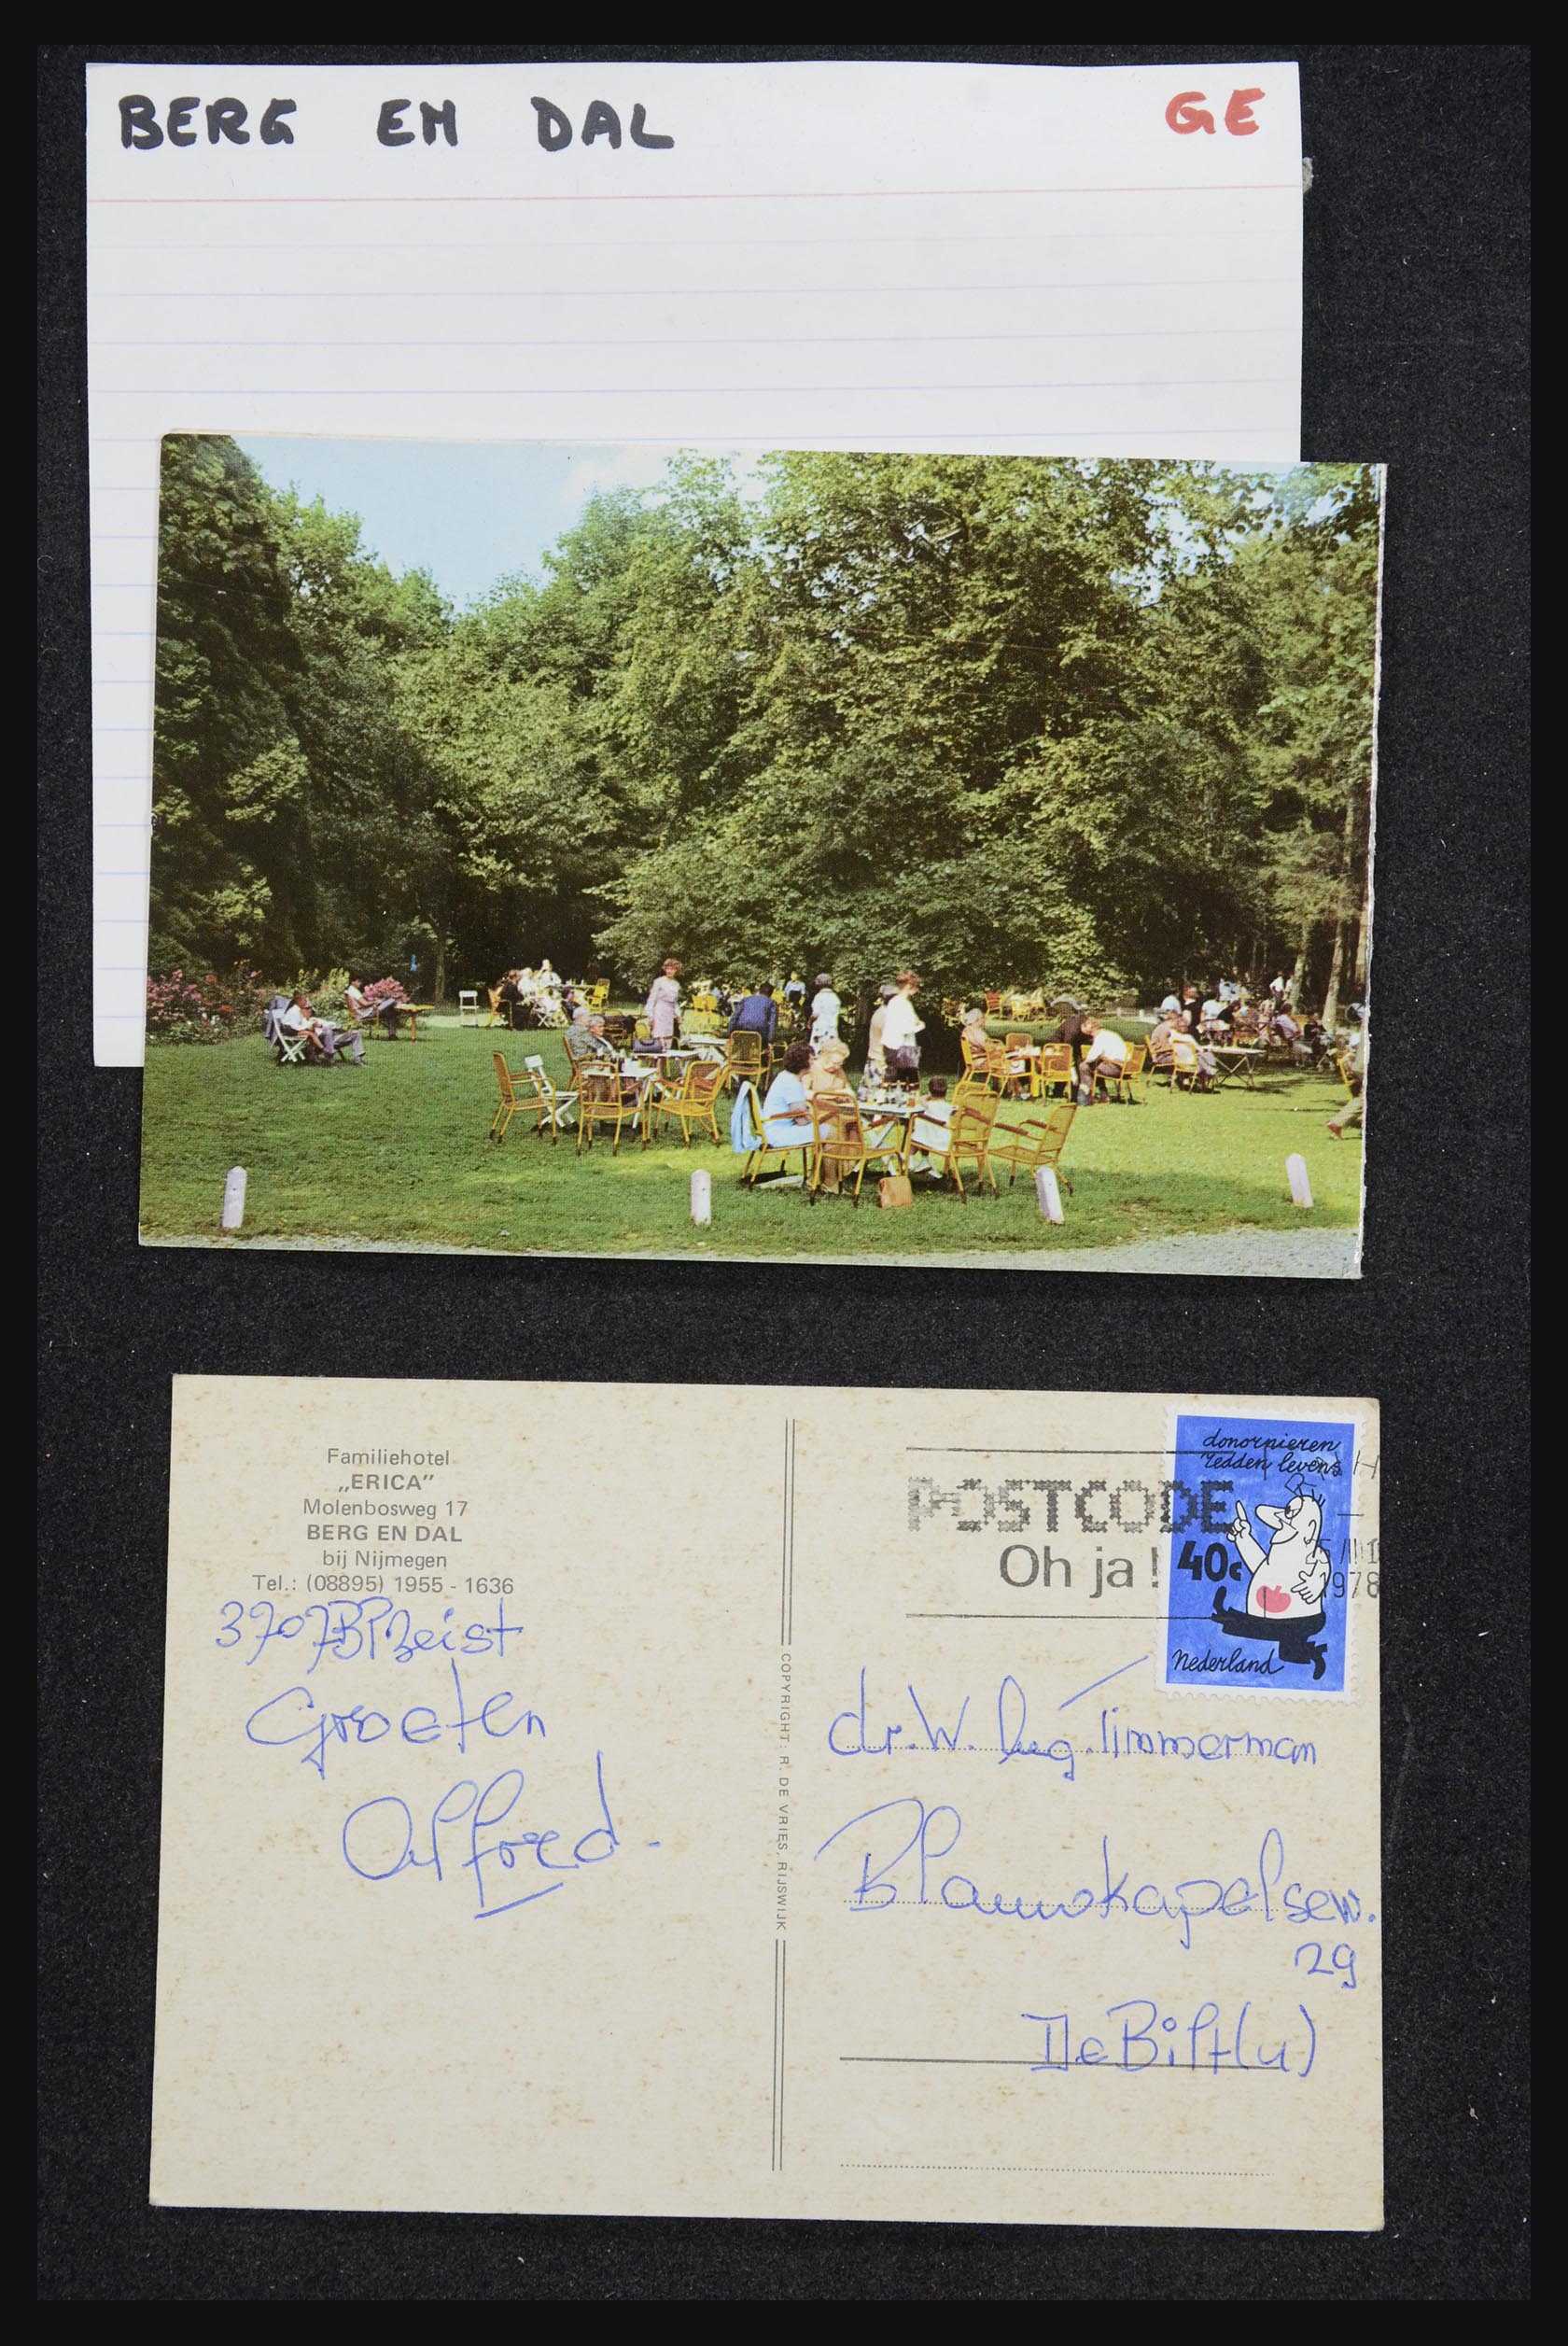 BERG EN DAL GE
Familiehotel
„ERICA”
Molenbosweg 17
BERG EN DAL
bij Nijmegen
Tel.: (08895) 1955 - 1636
Zeist
Groeten
Alfred.
COPYRIGHT: R. DE VRIES, RIJSWIJK
POSTCODE
Oh ja!
1978
donornieren
redden levens
40c
Nederland
dr. W. Timmerman
Blauwkapelsew.
29
De Bilt (u)